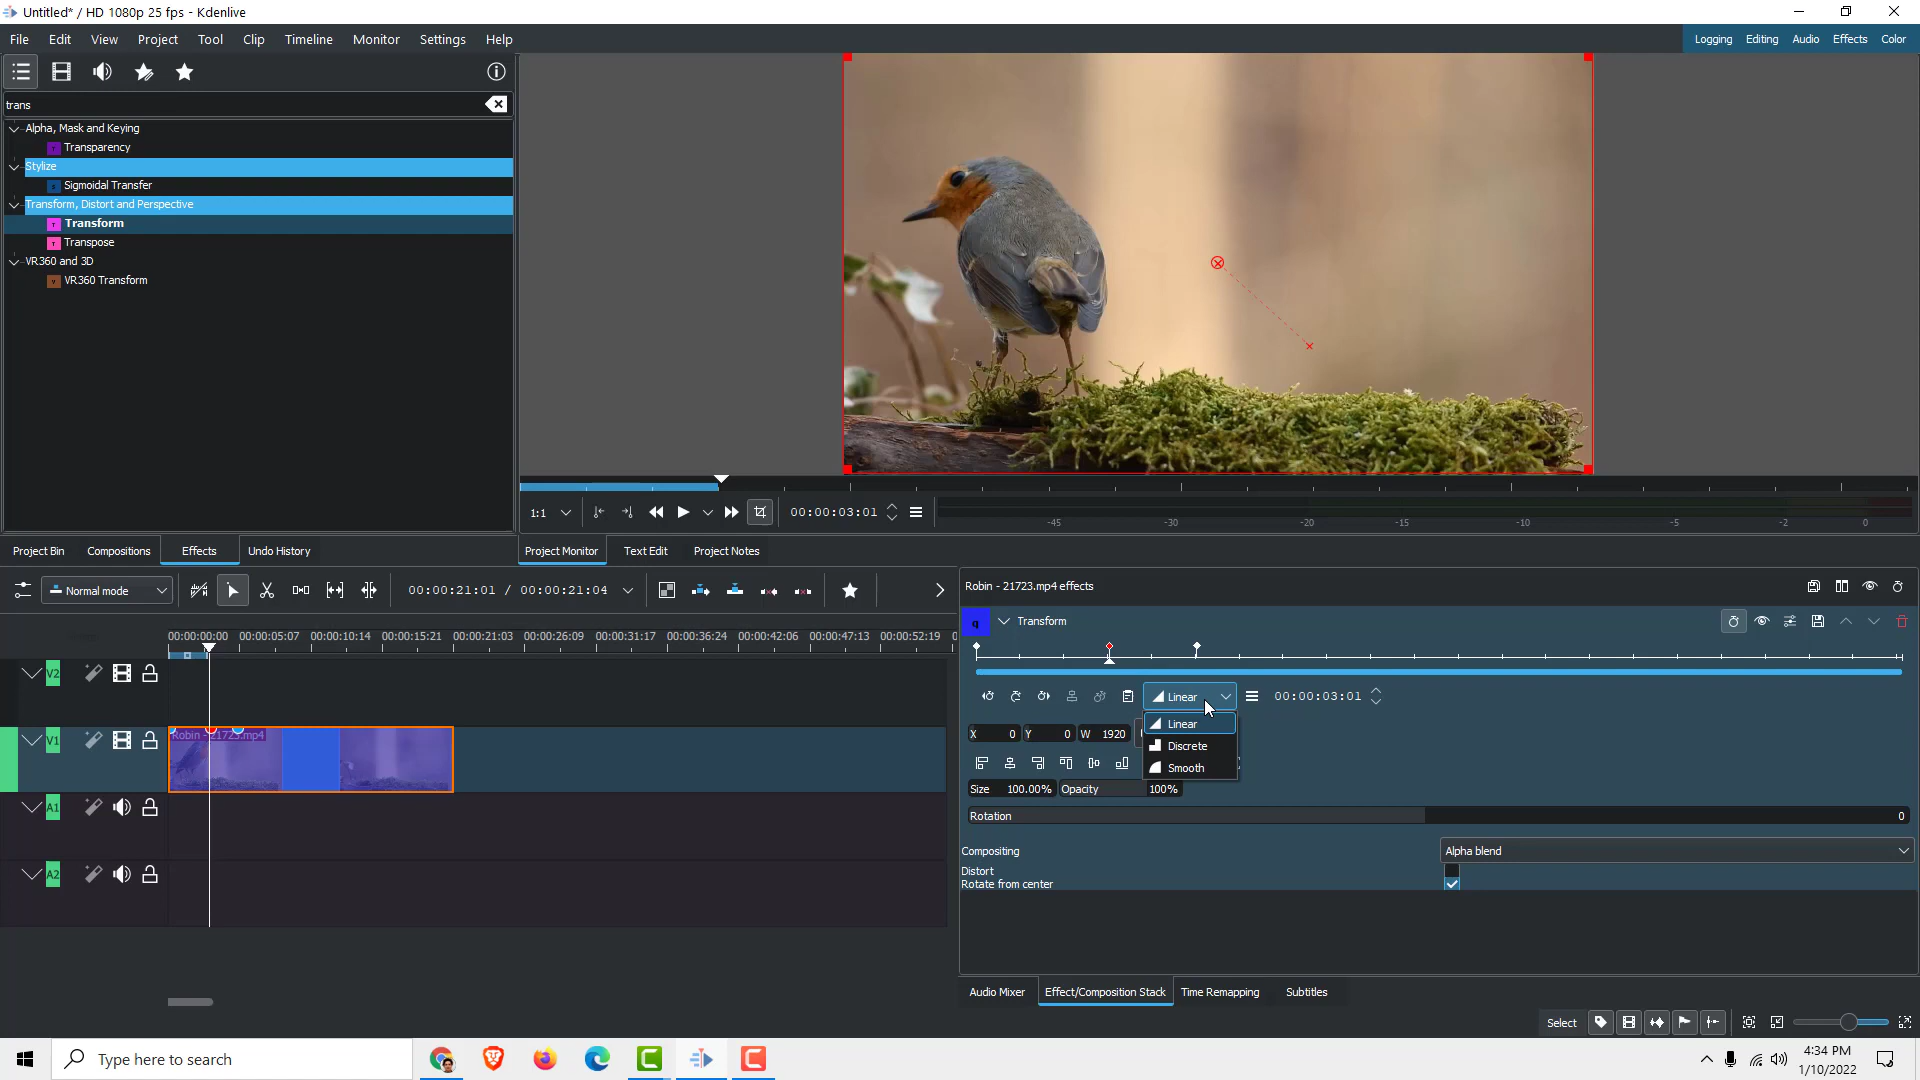 Untitled* / HD 1080p 25 fps - Kdenlive
File Edit View Project Tool Clip Timeline Monitor Settings Help
Logging Editing Audio Effects Color
trans
Alpha, Mask and Keying
Transparency
Stylize
Sigmoidal Transfer
Transform, Distort and Perspective
Transform
Transpose
VR360 and 3D
VR360 Transform
1:1
00:00:03:01
-45 -30 -20 -15 -10 -5 -2 0
Project Bin Compositions Effects Undo History
Project Monitor Text Edit Project Notes
Normal mode
00:00:21:01 / 00:00:21:04
00:00:00:00 00:00:05:07 00:00:10:14 00:00:15:21 00:00:21:03 00:00:26:09 00:00:31:17 00:00:36:24 00:00:42:06 00:00:47:13 00:00:52:19
V2
V1
Robin - 21723.mp4
A1
A2
Robin - 21723.mp4 effects
q Transform
Linear
00:00:03:01
Linear
Discrete
Smooth
X 0 Y 0 W 1920
Size 100.00% Opacity 100%
Rotation 0
Compositing Alpha blend
Distort
Rotate from center
Audio Mixer Effect/Composition Stack Time Remapping Subtitles
Select
Type here to search
4:34 PM
1/10/2022